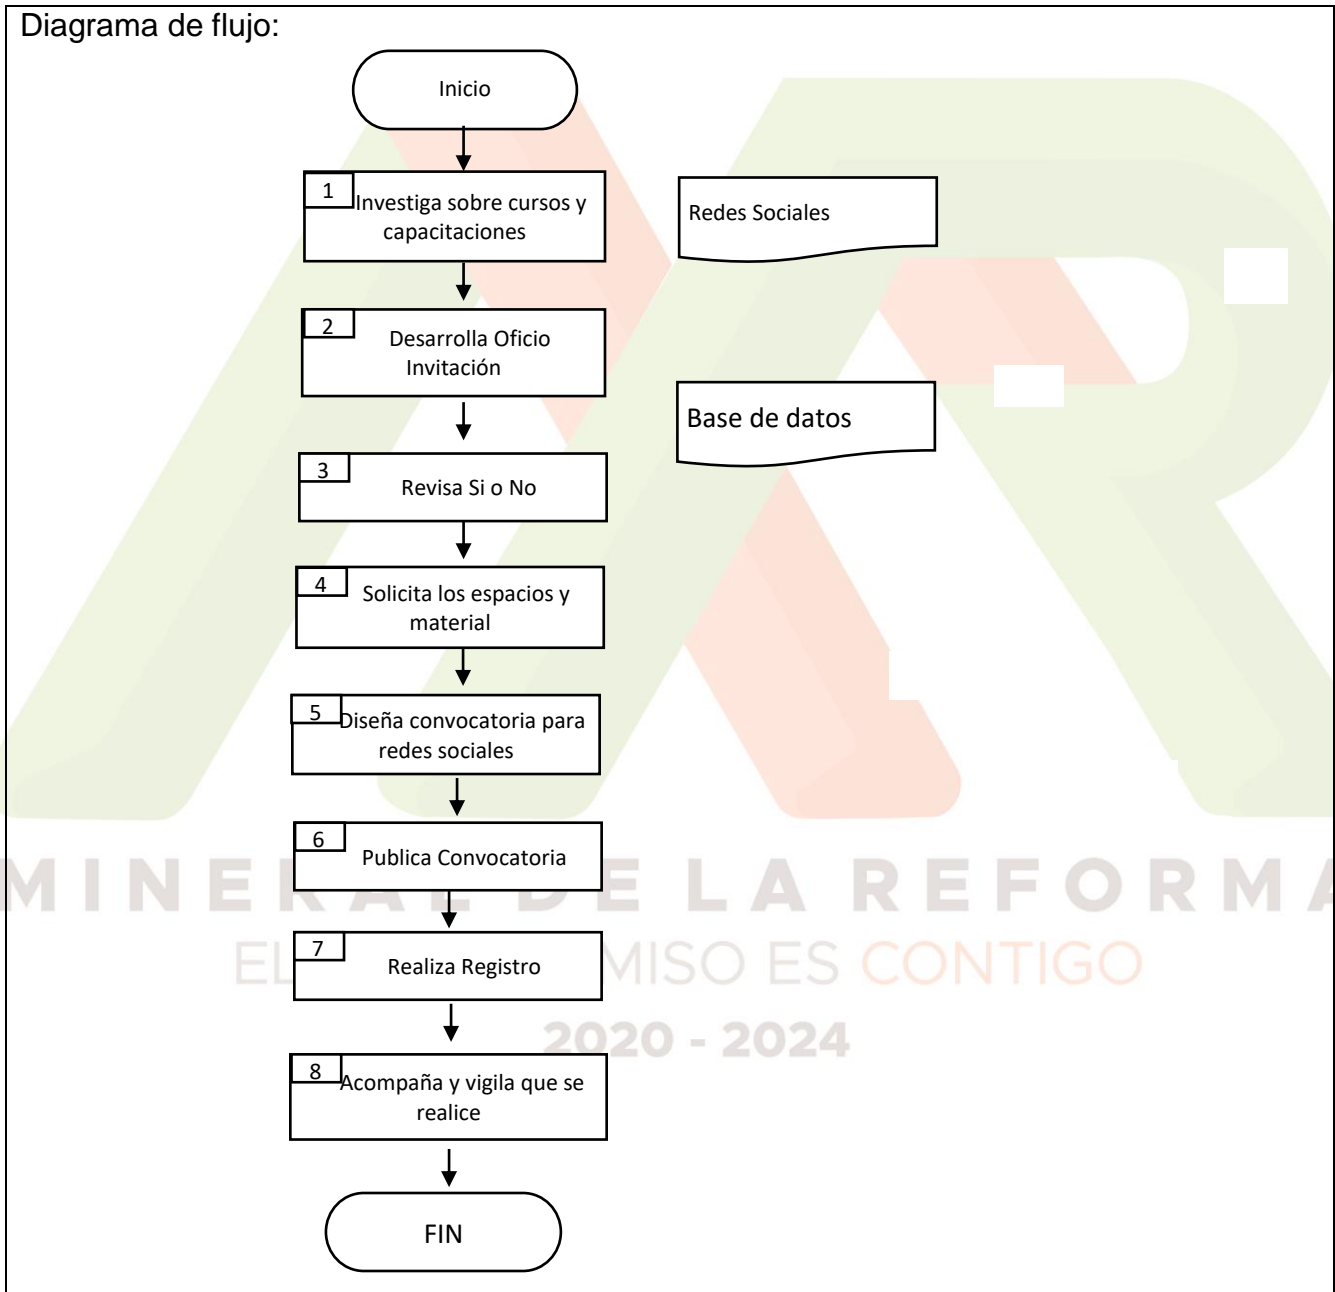 Diagrama de flujo:
Inicio
1
Investiga sobre cursos y
capacitaciones
Redes Sociales
2
Desarrolla Oficio
Invitación
Base de datos
3
Revisa Si o No
4
Solicita los espacios y
material
5
Diseña convocatoria para
redes sociales
6
Publica Convocatoria
7
Realiza Registro
8
Acompaña y vigila que se
realice
FIN
MINERAL DE LA REFORMA
EL MISO ES CONTIGO
2020 - 2024